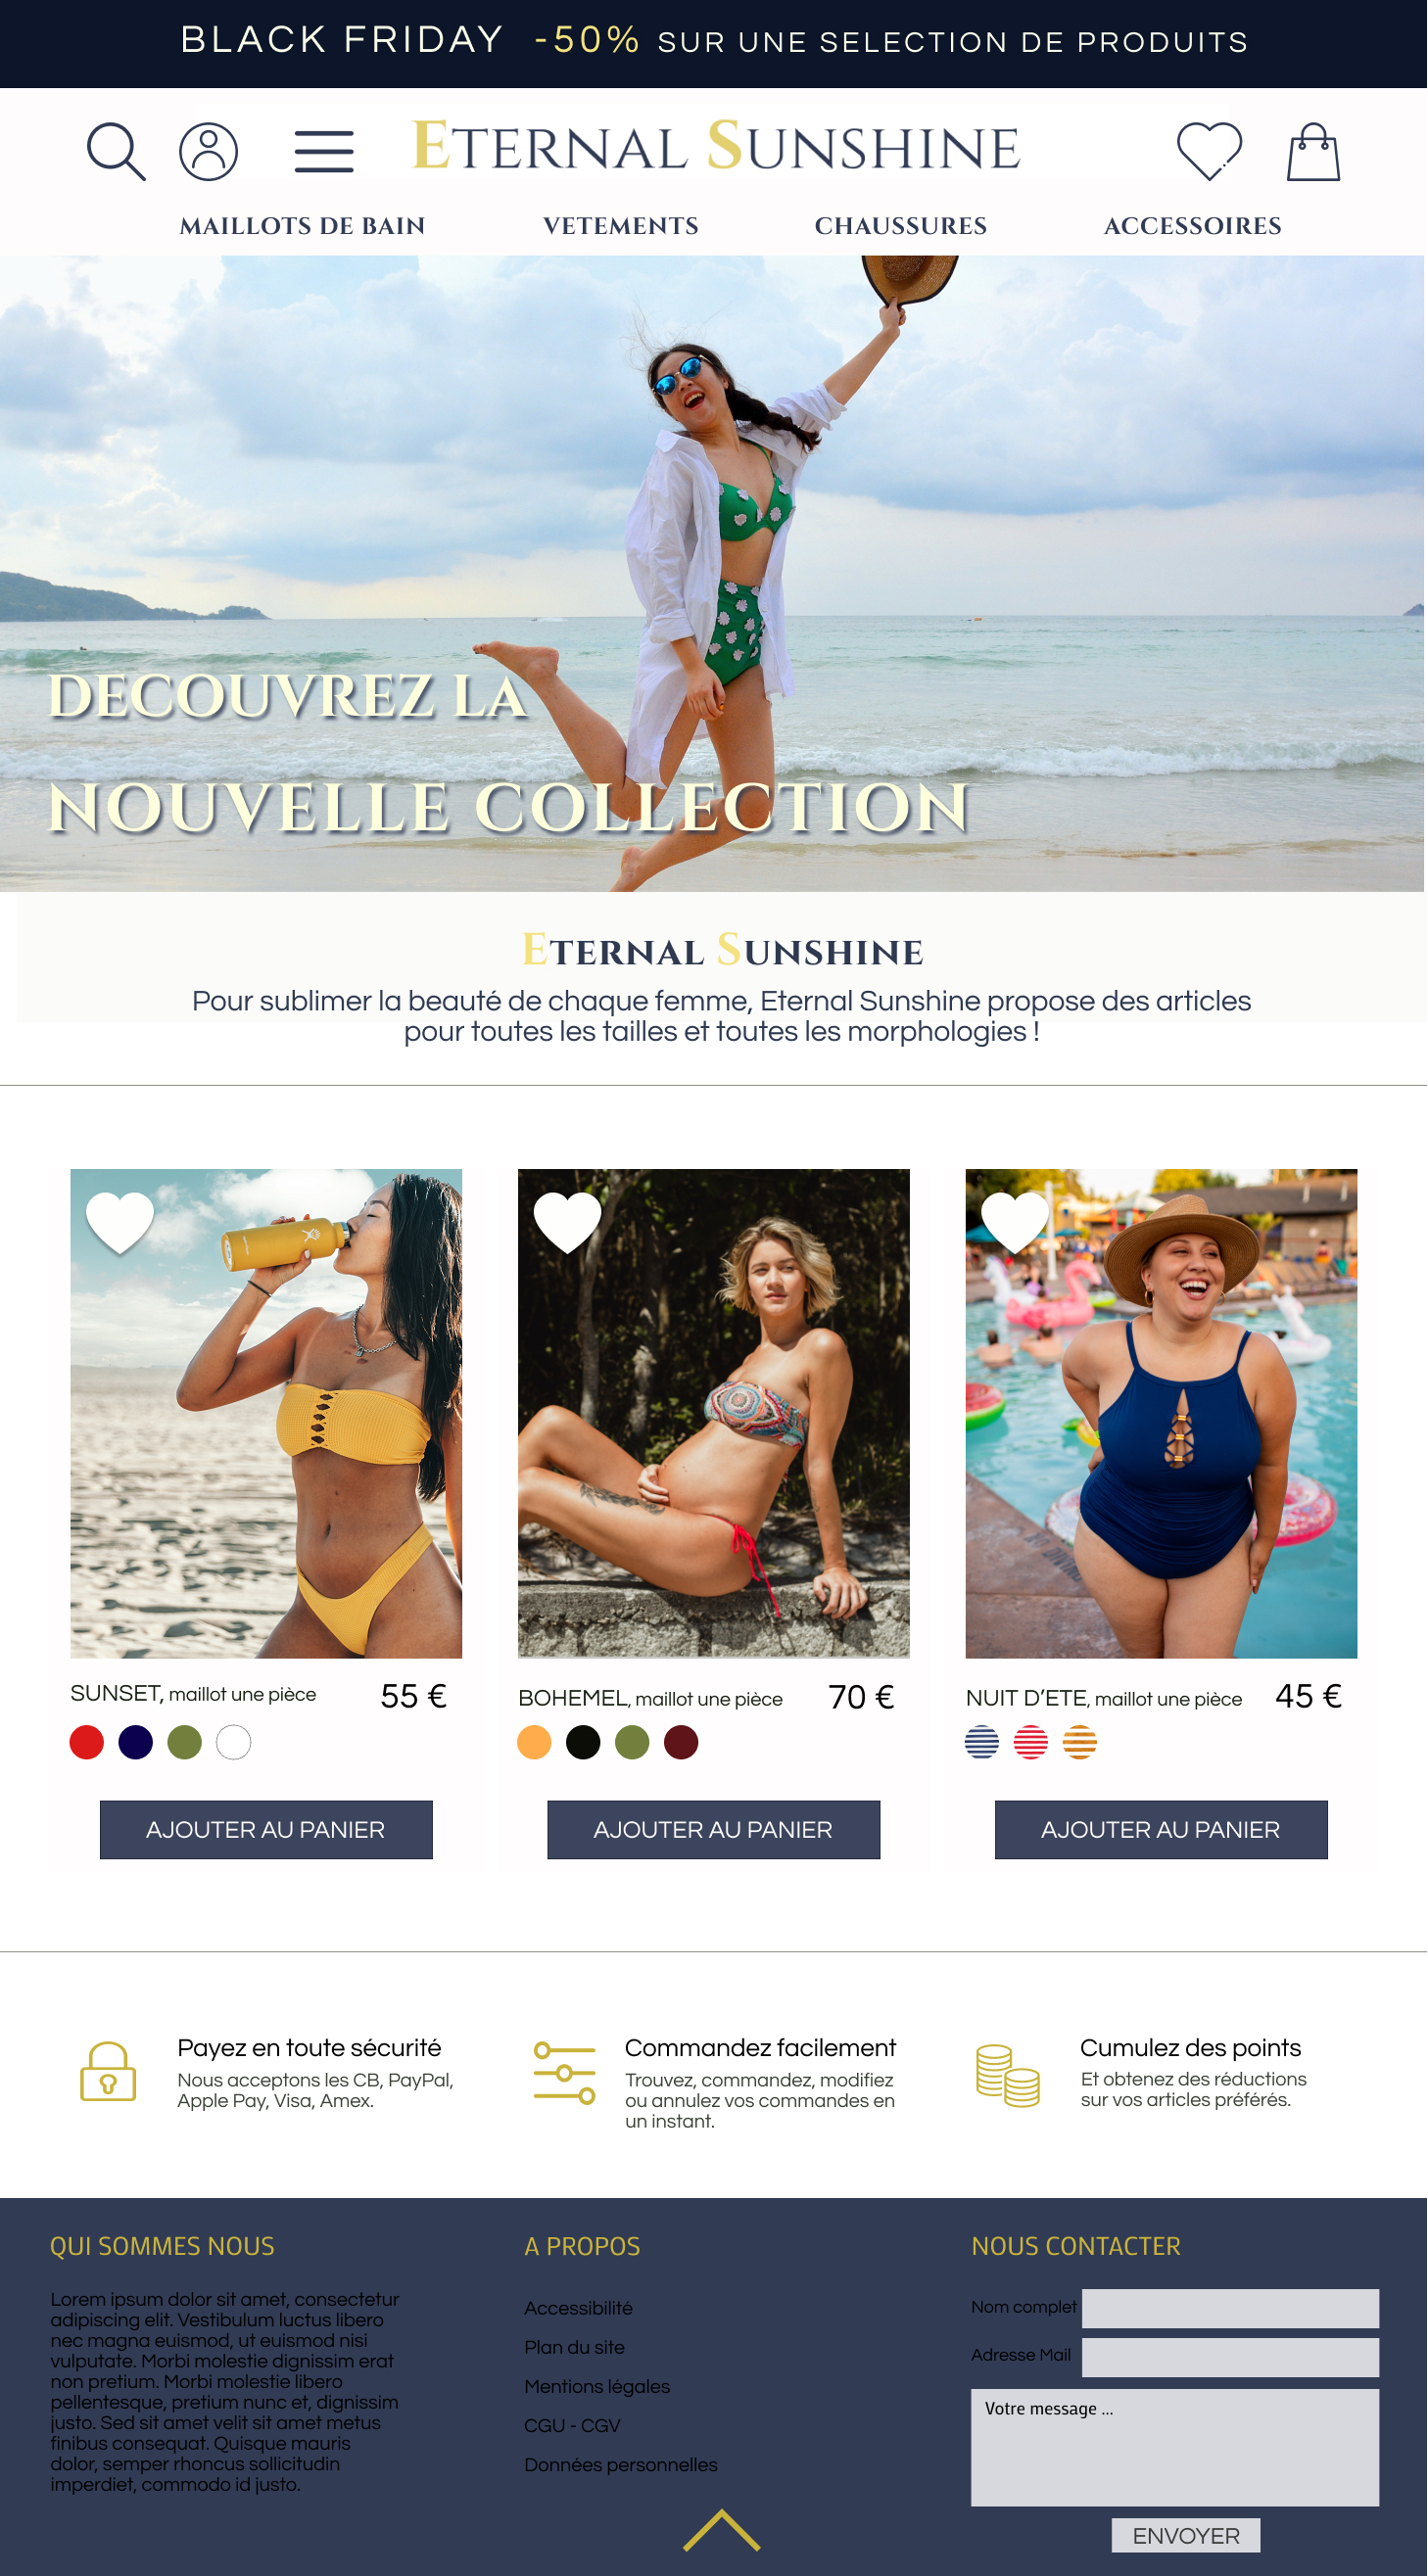 BLACK FRIDAY -50% SUR UNE SELECTION DE PRODUITS
ETERNAL SUNSHINE
MAILLOTS DE BAIN VETEMENTS CHAUSSURES ACCESSOIRES
DECOUVREZ LA
NOUVELLE COLLECTION
ETERNAL SUNSHINE
Pour sublimer la beauté de chaque femme, Eternal Sunshine propose des articles
pour toutes les tailles et toutes les morphologies !
SUNSET, maillot une pièce 55 €
BOHEMEL, maillot une pièce 70 €
NUIT D’ETE, maillot une pièce 45 €
AJOUTER AU PANIER
AJOUTER AU PANIER
AJOUTER AU PANIER
Payez en toute sécurité
Nous acceptons les CB, PayPal,
Apple Pay, Visa, Amex.
Commandez facilement
Trouvez, commandez, modifiez
ou annulez vos commandes en
un instant.
Cumulez des points
Et obtenez des réductions
sur vos articles préférés.
QUI SOMMES NOUS
Lorem ipsum dolor sit amet, consectetur
adipiscing elit. Vestibulum luctus libero
nec magna euismod, ut euismod nisi
vulputate. Morbi molestie dignissim erat
non pretium. Morbi molestie libero
pellentesque, pretium nunc et, dignissim
justo. Sed sit amet velit sit amet metus
finibus consequat. Quisque mauris
dolor, semper rhoncus sollicitudin
imperdiet, commodo id justo.
A PROPOS
Accessibilité
Plan du site
Mentions légales
CGU - CGV
Données personnelles
NOUS CONTACTER
Nom complet
Adresse Mail
Votre message ...
ENVOYER